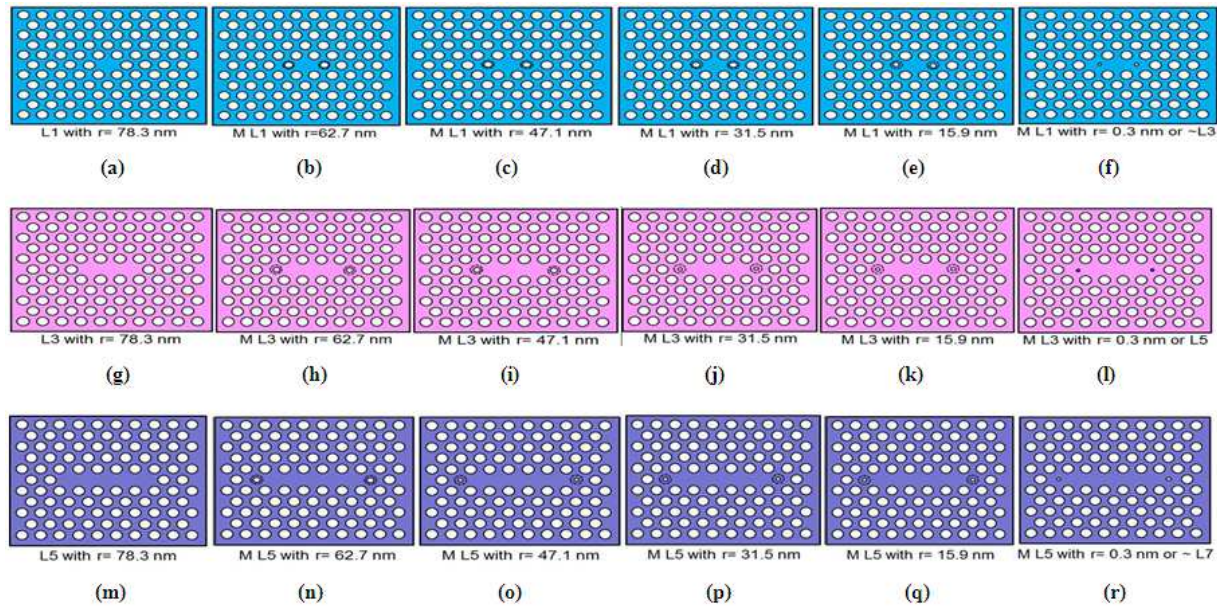 L1 with r= 78.3 nm
M L1 with r=62.7 nm
M L1 with r= 47.1 nm
M L1 with r= 31.5 nm
M L1 with r= 15.9 nm
M L1 with r= 0.3 nm or ~L3
(a)
(b)
(c)
(d)
(e)
(f)
L3 with r= 78.3 nm
M L3 with r= 62.7 nm
M L3 with r= 47.1 nm
M L3 with r= 31.5 nm
M L3 with r= 15.9 nm
M L3 with r= 0.3 nm or L5
(g)
(h)
(i)
(j)
(k)
(l)
L5 with r= 78.3 nm
M L5 with r= 62.7 nm
M L5 with r= 47.1 nm
M L5 with r= 31.5 nm
M L5 with r= 15.9 nm
M L5 with r= 0.3 nm or ~ L7
(m)
(n)
(o)
(p)
(q)
(r)